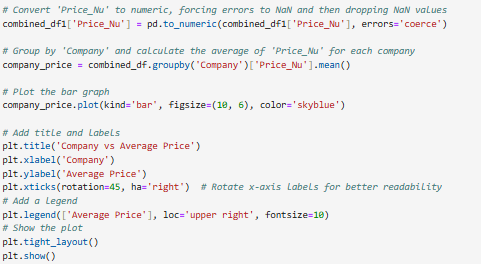 # Convert 'Price_Nu' to numeric, forcing errors to NaN and then dropping NaN values
combined_df1['Price_Nu'] = pd.to_numeric(combined_df1['Price_Nu'], errors='coerce')
# Group by 'Company' and calculate the average of 'Price_Nu' for each company
company_price = combined_df.groupby('Company')['Price_Nu'].mean()
# Plot the bar graph
company_price.plot(kind='bar', figsize=(10, 6), color='skyblue')
# Add title and labels
plt.title('Company vs Average Price')
plt.xlabel('Company')
plt.ylabel('Average Price')
plt.xticks(rotation=45, ha='right')  # Rotate x-axis labels for better readability
# Add a Legend
plt.legend(['Average Price'], loc='upper right', fontsize=10)
# Show the plot
plt.tight_layout()
plt.show()